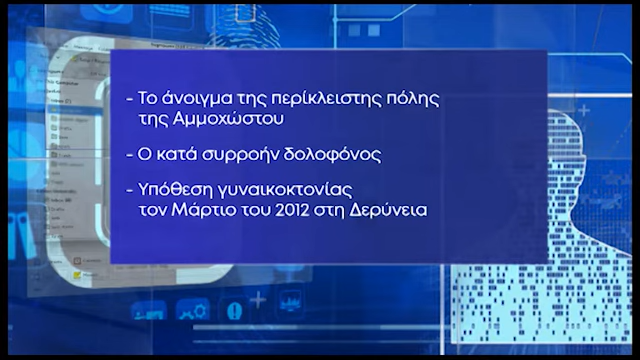 - Το άνοιγμα της περίκλειστης πόλης
της Αμμοχώστου
- Ο κατά συρροήν δολοφόνος
- Υπόθεση γυναικοκτονίας
τον Μάρτιο του 2012 στη Δερύνεια